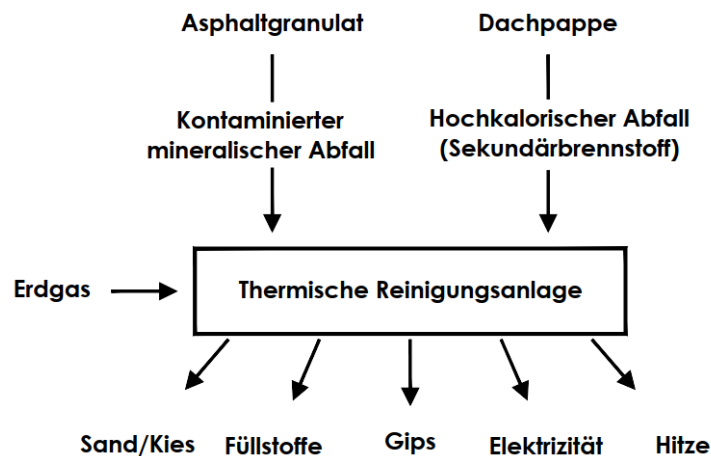 Asphaltgranulat
Dachpappe
Kontaminierter
mineralischer Abfall
Hochkalorischer Abfall
(Sekundärbrennstoff)
Erdgas
Thermische Reinigungsanlage
Sand/Kies
Füllstoffe
Gips
Elektrizität
Hitze